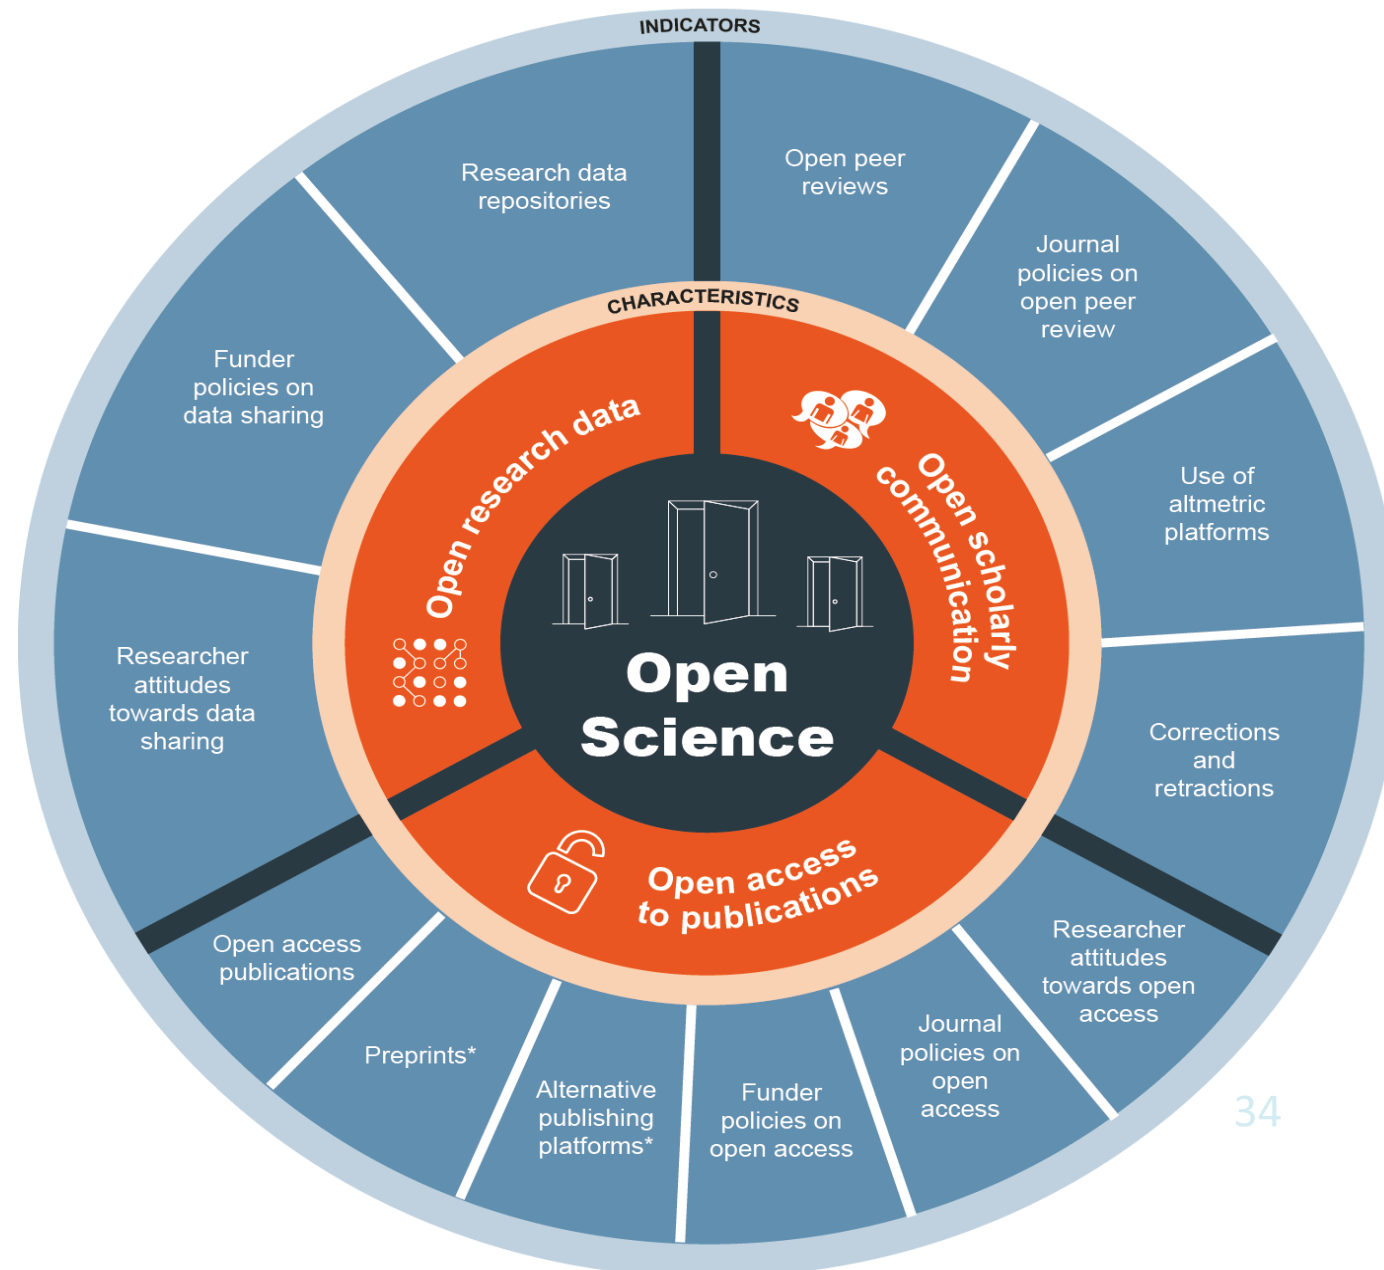 INDICATORS
Research data
repositories
Open peer
reviews
Journal
policies on
open peer
review
Use of
altmetric
platforms
Corrections
and
retractions
Funder
policies on
data sharing
Researcher
attitudes
towards data
sharing
CHARACTERISTICS
Open research data
Open scholarly
communication
Open
Science
Open access
to publications
Open access
publications
Preprints*
Alternative
publishing
platforms*
Funder
policies on
open access
Journal
policies on
open
access
Researcher
attitudes
towards open
access
34